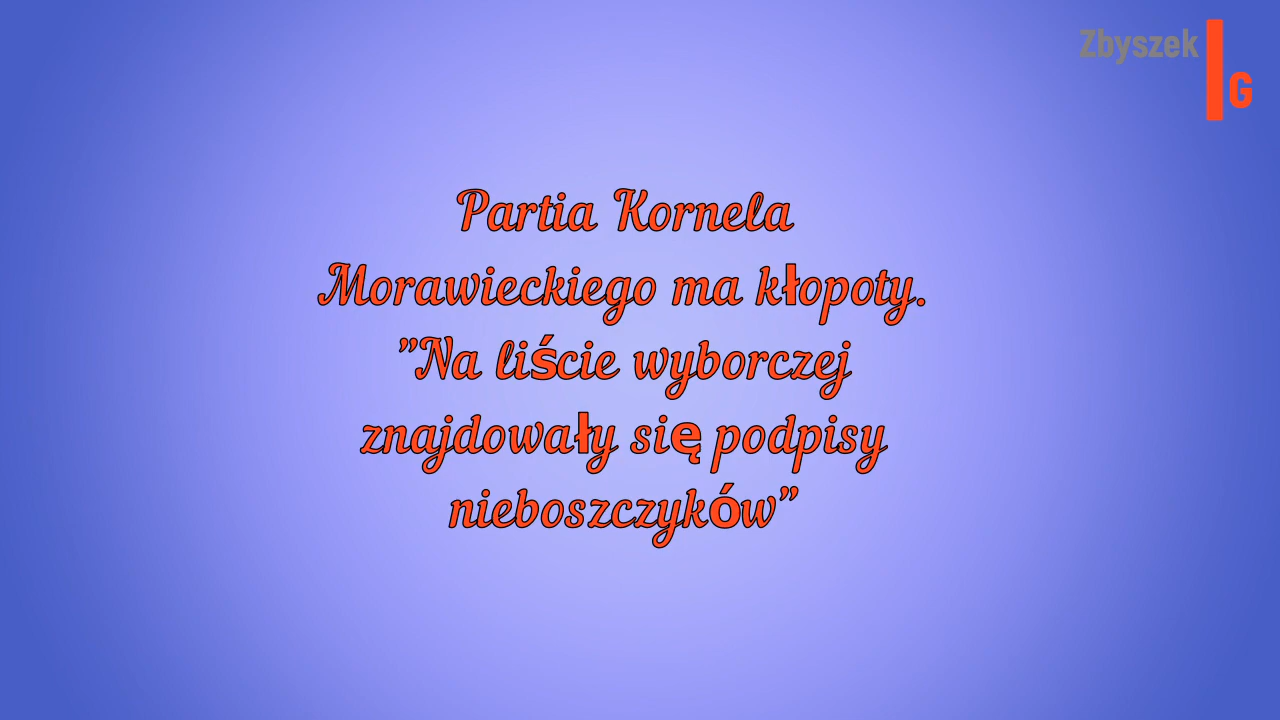 Zbyszek
G
Partia Kornela
Morawieckiego ma kłopoty.
"Na liście wyborczej
znajdowały się podpisy
nieboszczyków"